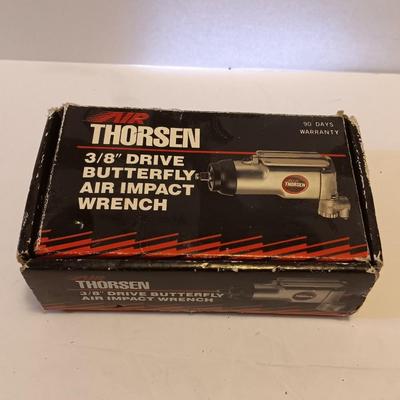 AIR
THORSEN
3/8" DRIVE
BUTTERFLY
AIR IMPACT
WRENCH
90 DAYS
WARRANTY
THORSEN
AIR
THORSEN
3/8" DRIVE BUTTERFLY
AIR IMPACT WRENCH